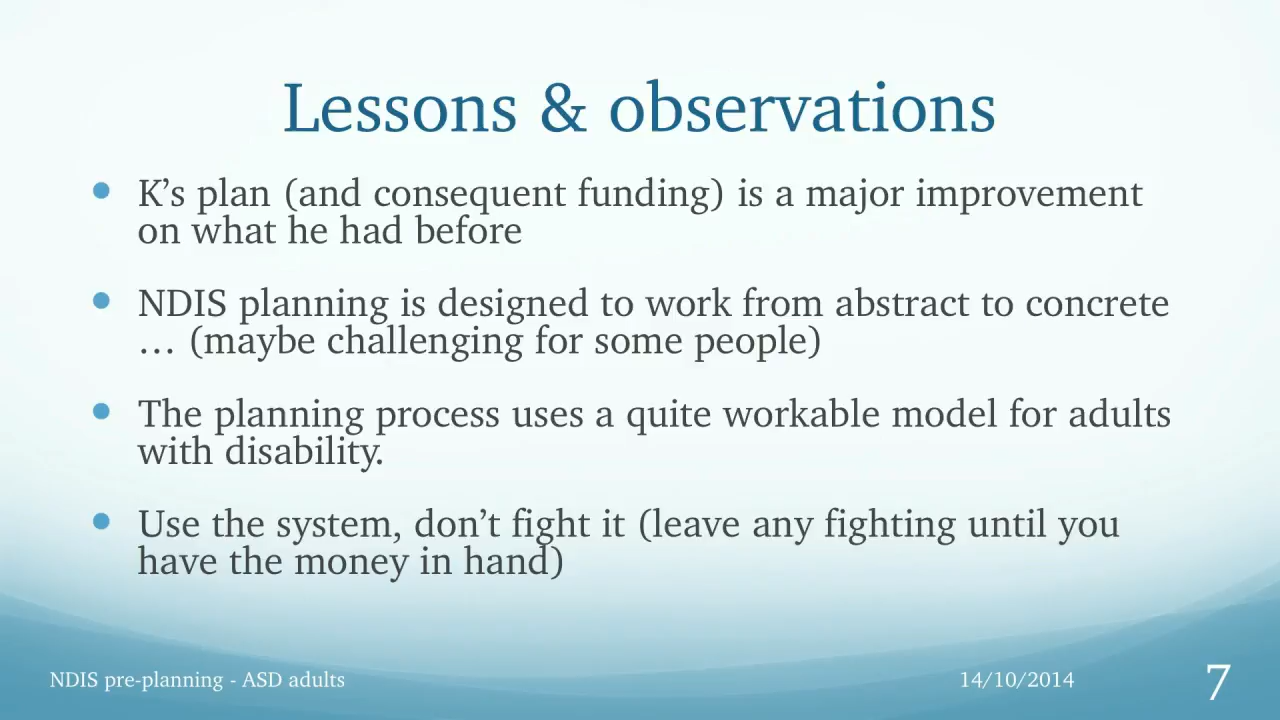 Lessons & observations
K’s plan (and consequent funding) is a major improvement
on what he had before
NDIS planning is designed to work from abstract to concrete
… (maybe challenging for some people)
The planning process uses a quite workable model for adults
with disability.
Use the system, don’t fight it (leave any fighting until you
have the money in hand)
NDIS pre-planning - ASD adults
14/10/2014
7